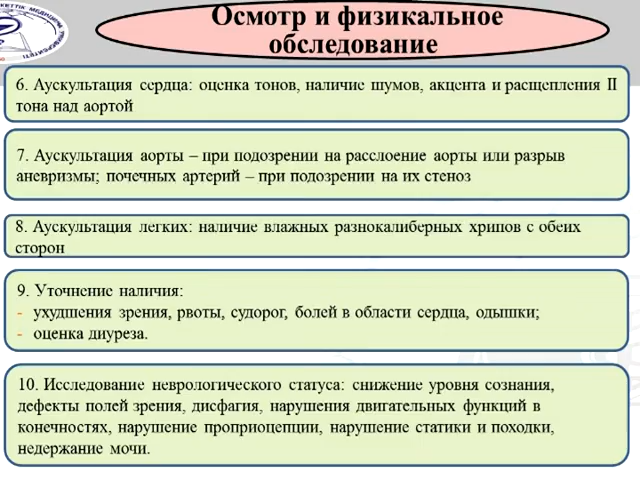 Осмотр и физикальное
обследование
6. Аускультация сердца: оценка тонов, наличие шумов, акцента и расщепления II
тона над аортой
7. Аускультация аорты – при подозрении на расслоение аорты или разрыв
аневризмы; почечных артерий – при подозрении на их стеноз
8. Аускультация легких: наличие влажных разнокалиберных хрипов с обеих
сторон
9. Уточнение наличия:
- ухудшения зрения, рвоты, судорог, болей в области сердца, одышки;
- оценка диуреза.
10. Исследование неврологического статуса: снижение уровня сознания,
дефекты полей зрения, дисфагия, нарушения двигательных функций в
конечностях, нарушение проприоцепции, нарушение статики и походки,
недержание мочи.